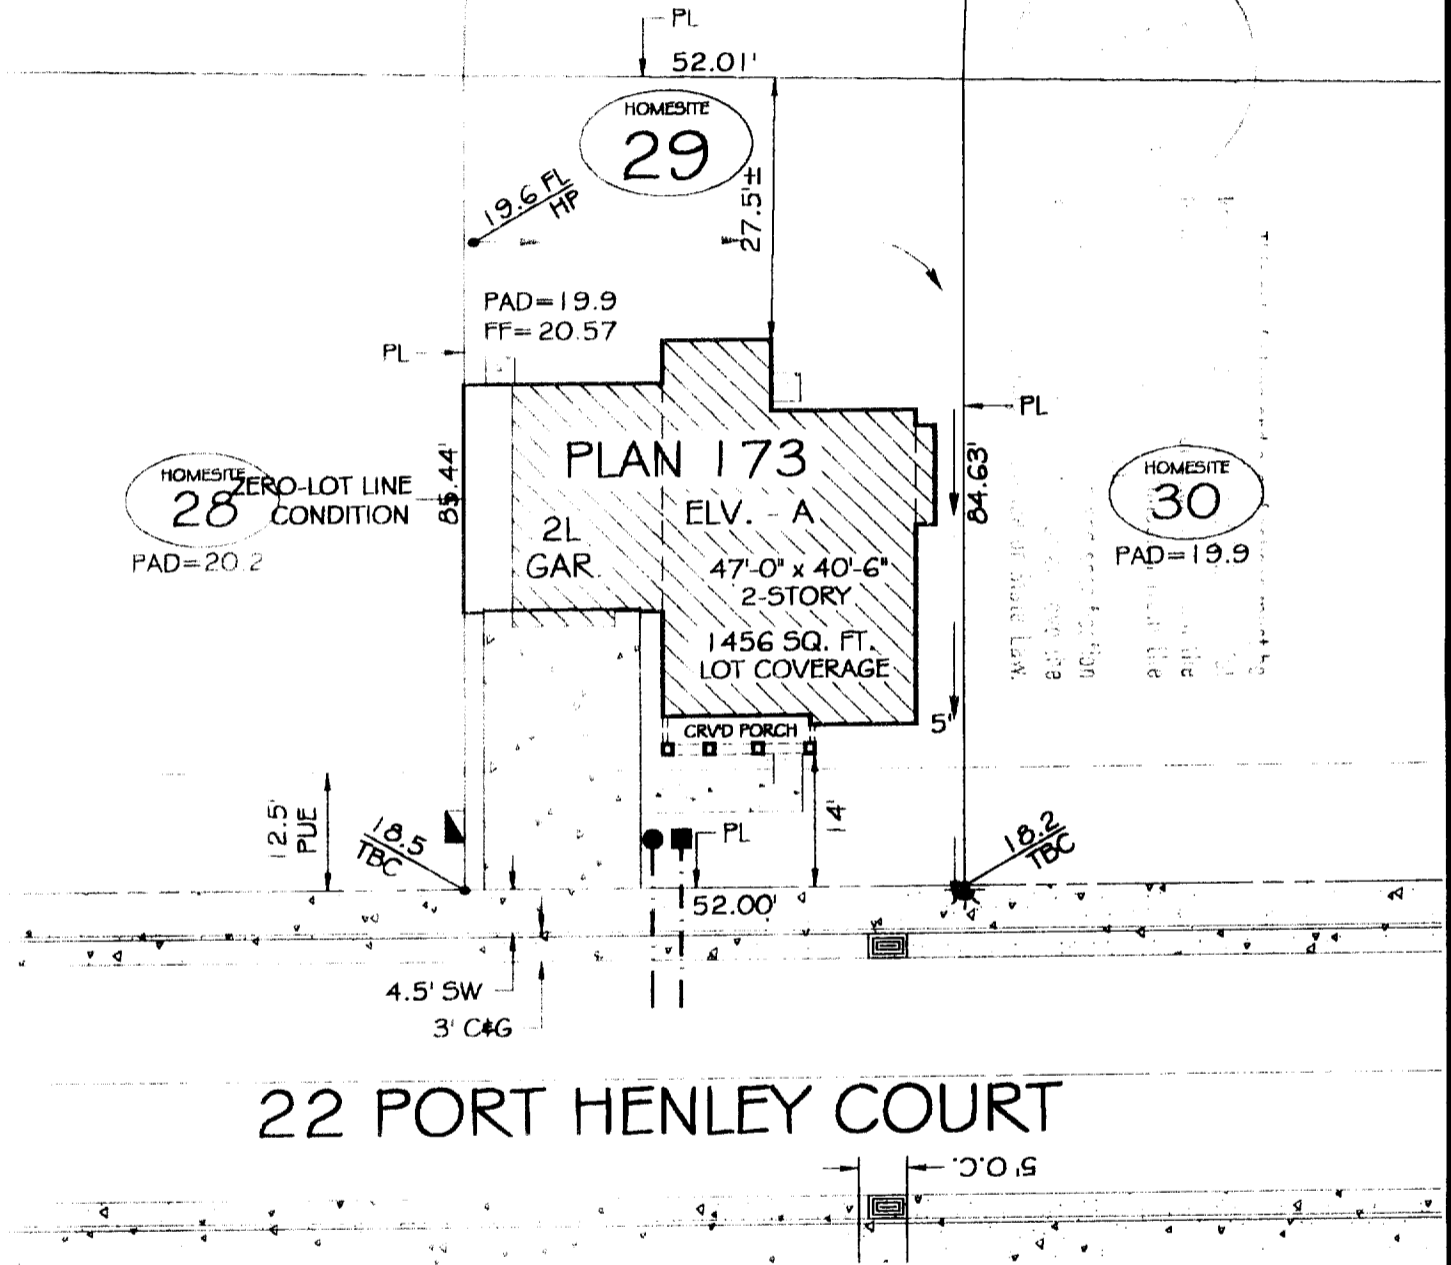 PL
52.01'
HOMESITE
29
19.6 FL
HP
27.5'±
PAD=19.9
FF=20.57
PL
PL
PLAN 173
ELV. - A
85.44'
84.63'
HOMESITE
28
ZERO-LOT LINE
CONDITION
PAD=20.2
HOMESITE
30
PAD=19.9
2L
GAR.
47'-0" x 40'-6"
2-STORY
1456 SQ. FT.
LOT COVERAGE
5'
CRV'D PORCH
12.5'
PUE
18.5
TBC
PL
14'
18.2
TBC
52.00'
4.5' SW
3' C&G
22 PORT HENLEY COURT
5' O.C.